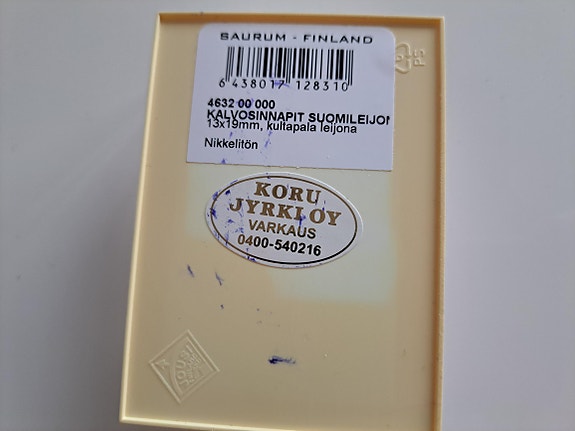 SAURUM - FINLAND
6 438017 128310
4632 00 000
KALVOSINNAPIT SUOMILEIJON
13x19mm, kultapala leijona
Nikkelitön
KORU
JYRKI OY
VARKAUS
0400-540216
PS